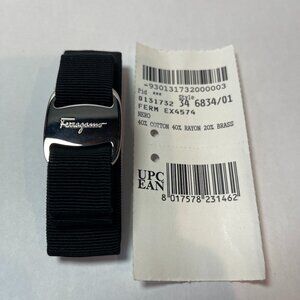 Ferragamo
*930131732000003
Pid *** Style
0131732 34 6834/01
FERM EX4574
NERO
40% COTTON 40% RAYON 20% BRASS
UPC
EAN
8 017578 231462